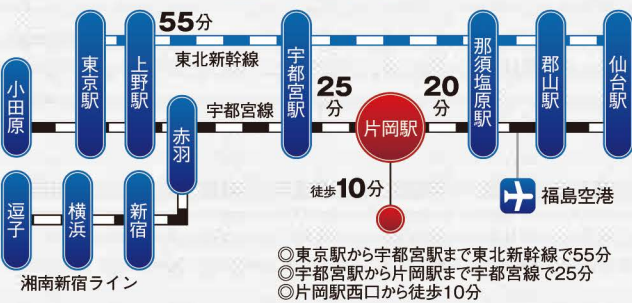 55分
東北新幹線
小田原
東京駅
上野駅
赤羽
宇都宮線
宇都宮駅
25分
片岡駅
20分
那須塩原駅
郡山駅
仙台駅
徒歩10分
福島空港
逗子
横浜
新宿
湘南新宿ライン
◎東京駅から宇都宮駅まで東北新幹線で55分
◎宇都宮駅から片岡駅まで宇都宮線で25分
◎片岡駅西口から徒歩10分